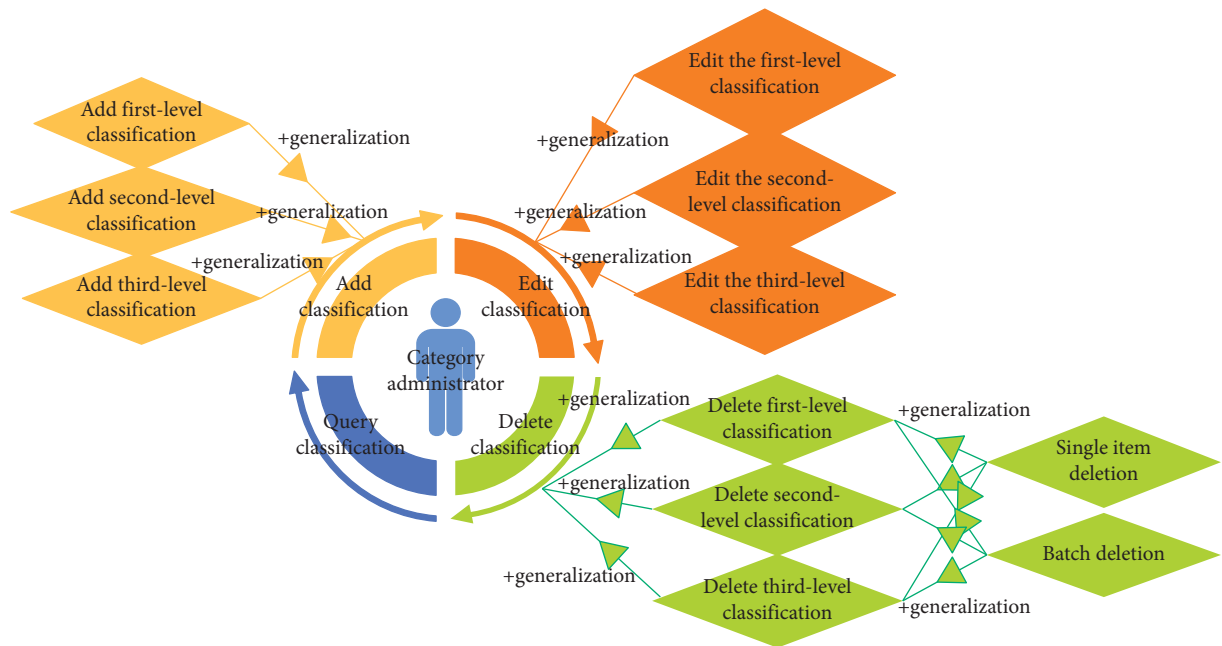 Edit the first-level
classification
Add first-level
classification
+generalization
+generalization
Edit the second-
level classification
Add second-level
classification
+generalization
+generalization
+generalization
+generalization
Add third-level
classification
Add
classification
Edit
classification
Edit the third-level
classification
Category
administrator
Query
classification
Delete
classification
+generalization
Delete first-level
classification
+generalization
Single item
deletion
+generalization
Delete second-
level classification
Batch deletion
+generalization
Delete third-level
classification
+generalization